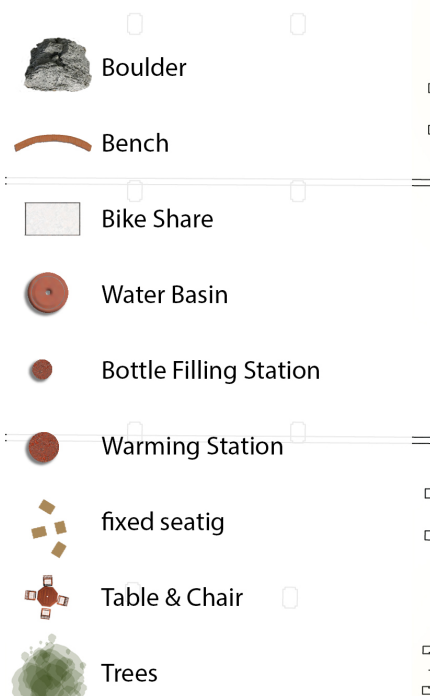 Boulder
Bench
Bike Share
Water Basin
Bottle Filling Station
Warming Station
fixed seatig
Table & Chair
Trees